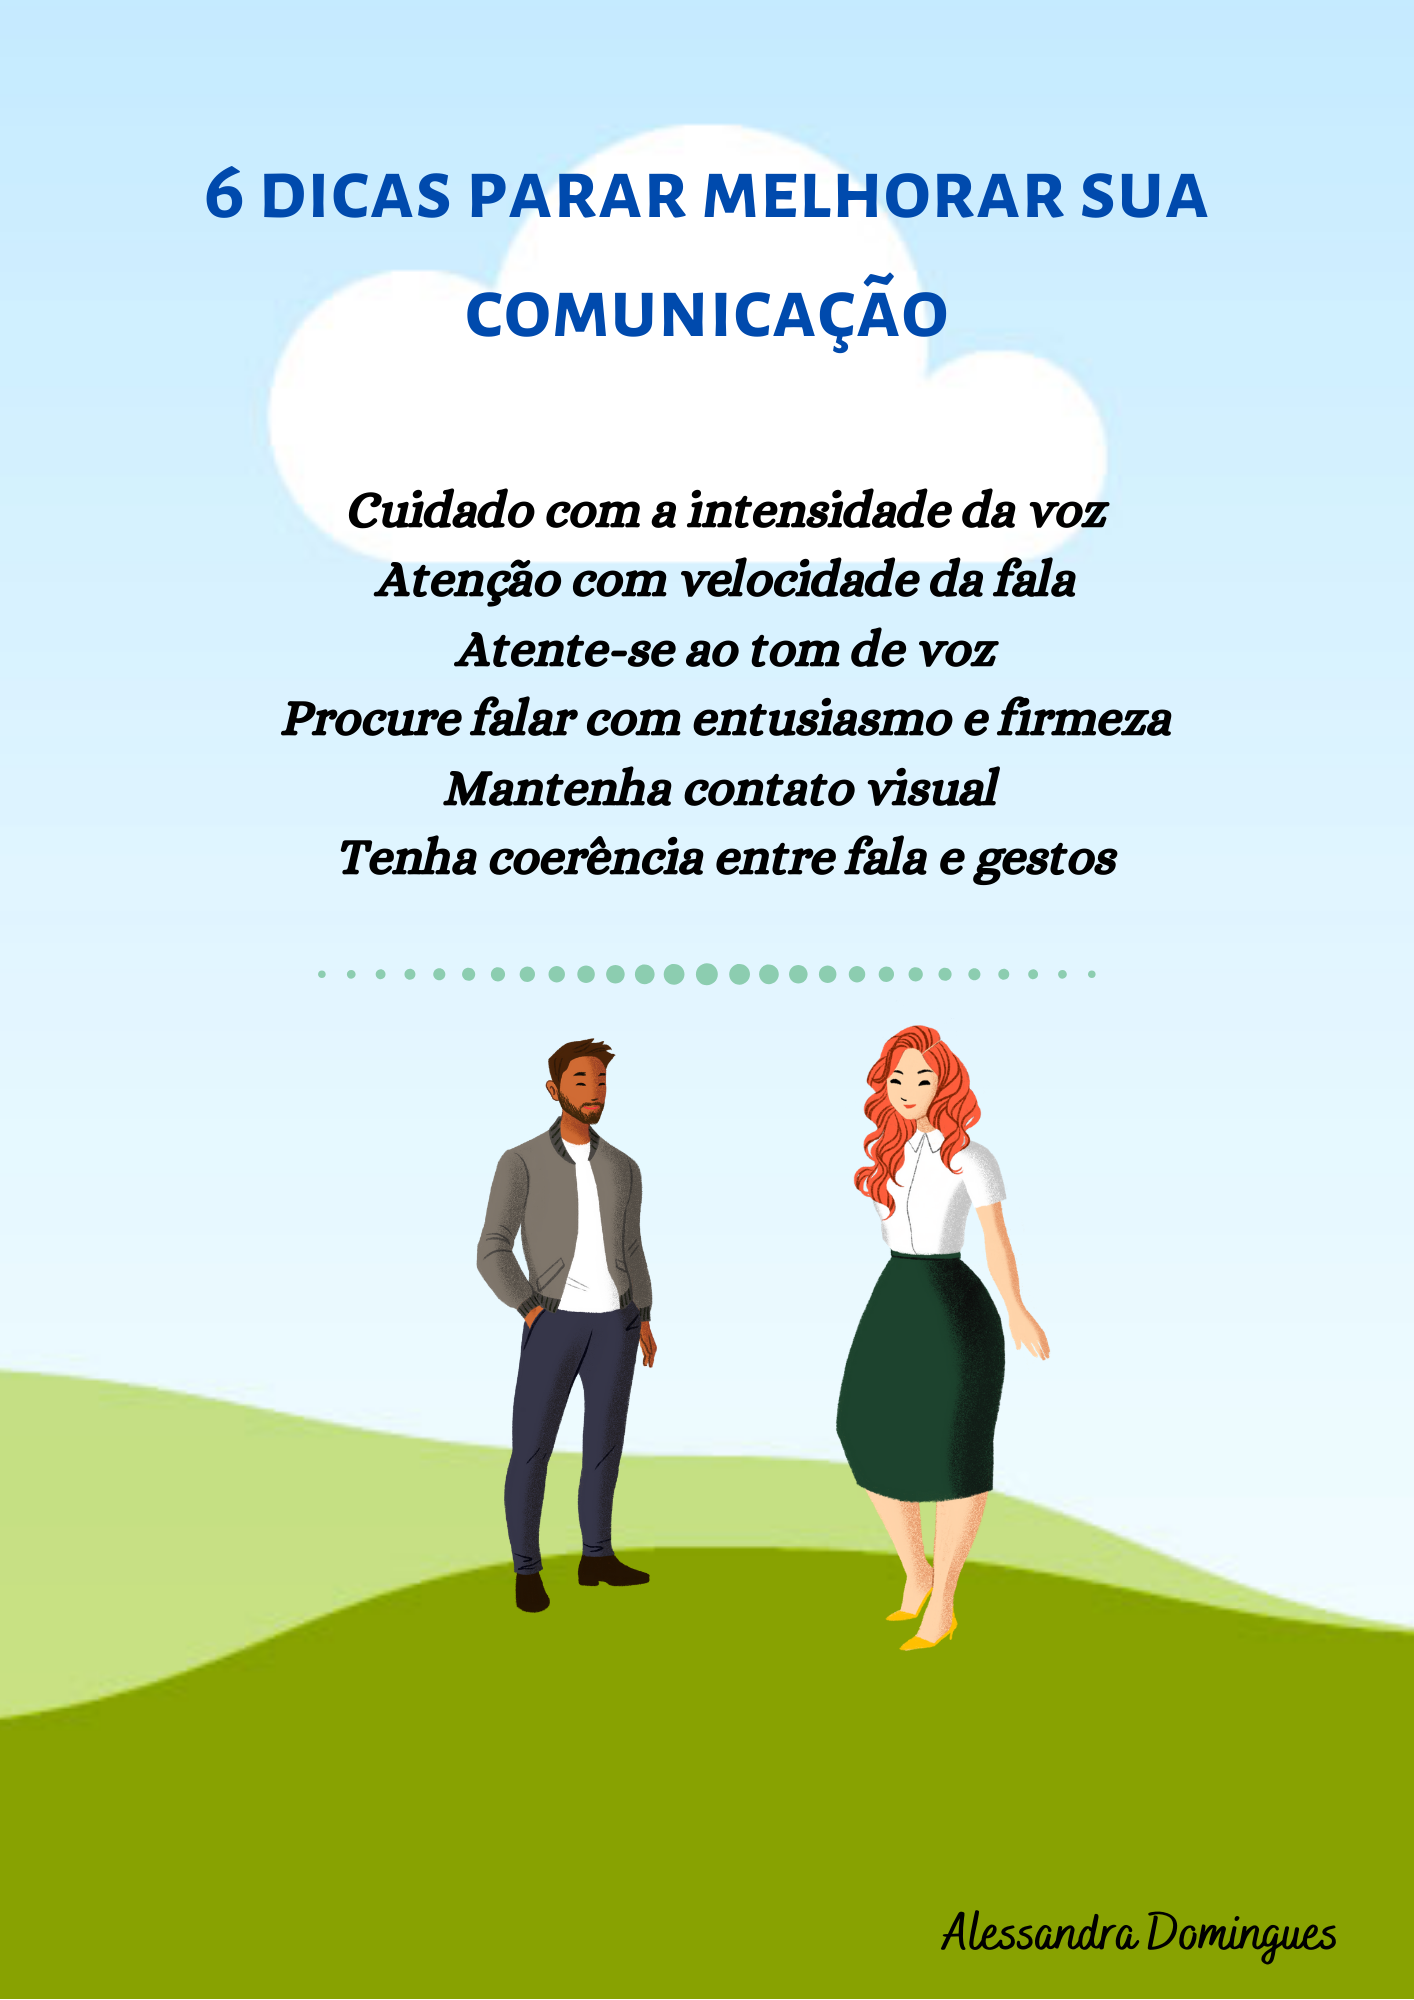 6 DICAS PARAR MELHORAR SUA
COMUNICAÇÃO
Cuidado com a intensidade da voz
Atenção com velocidade da fala
Atente-se ao tom de voz
Procure falar com entusiasmo e firmeza
Mantenha contato visual
Tenha coerência entre fala e gestos
Alessandra Domingues